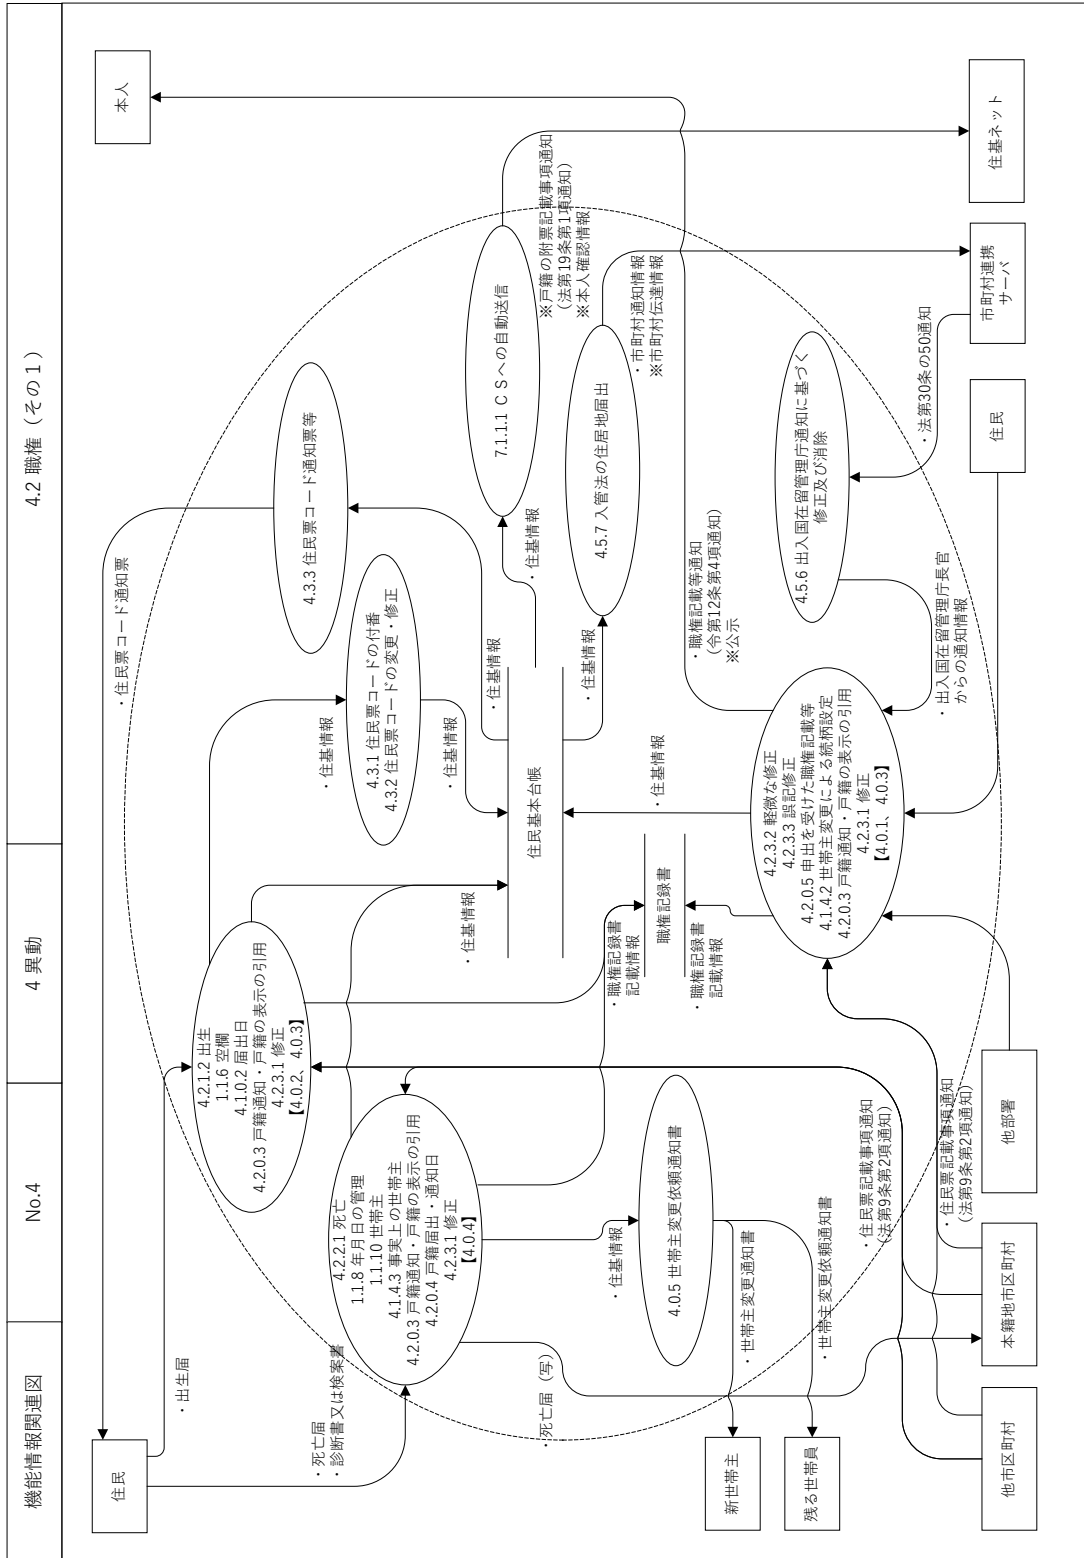 機能情報関連図
No.4
4 異動
4.2 職権（その１）
住民
本人
・住民票コード通知票
・出生届
4.2.1.2 出生
1.1.6 空欄
4.1.0.2 届出日
4.2.0.3 戸籍通知・戸籍の表示の引用
4.2.3.1 修正
【4.0.2、4.0.3】
・住基情報
4.3.1 住民票コードの付番
4.3.2 住民票コードの変更・修正
・住基情報
4.3.3 住民票コード通知票等
・住基情報
・死亡届
・診断書又は検案書
4.2.2.1 死亡
1.1.8 年月日の管理
1.1.10 世帯主
4.1.4.3 事実上の世帯主
4.2.0.3 戸籍通知・戸籍の表示の引用
4.2.0.4 戸籍届出・通知日
4.2.3.1 修正
【4.0.4】
・住基情報
住民基本台帳
・住基情報
7.1.1.1 ＣＳへの自動送信
※戸籍の附票記載事項通知
（法第19条第1項通知）
※本人確認情報
・死亡届（写）
・住基情報
・職権記録書
記載情報
職権記録書
・職権記録書
記載情報
・住基情報
・住基情報
4.5.7 入管法の住居地届出
・市町村通知情報
※市町村伝達情報
4.0.5 世帯主変更依頼通知書
・世帯主変更通知書
・世帯主変更依頼通知書
新世帯主
残る世帯員
・職権記載等通知
（令第12条第4項通知）
※公示
4.2.3.2 軽微な修正
4.2.3.3 誤記修正
4.2.0.5 申出を受けた職権記載等
4.1.4.2 世帯主変更による続柄設定
4.2.0.3 戸籍通知・戸籍の表示の引用
4.2.3.1 修正
【4.0.1、4.0.3】
4.5.6 出入国在留管理庁通知に基づく
修正及び消除
・法第30条の50通知
・出入国在留管理庁長官
からの通知情報
・住民票記載事項通知
（法第9条第2項通知）
・住民票記載事項通知
（法第9条第2項通知）
他市区町村
本籍地市区町村
他部署
住民
市町村連携
サーバ
住基ネット